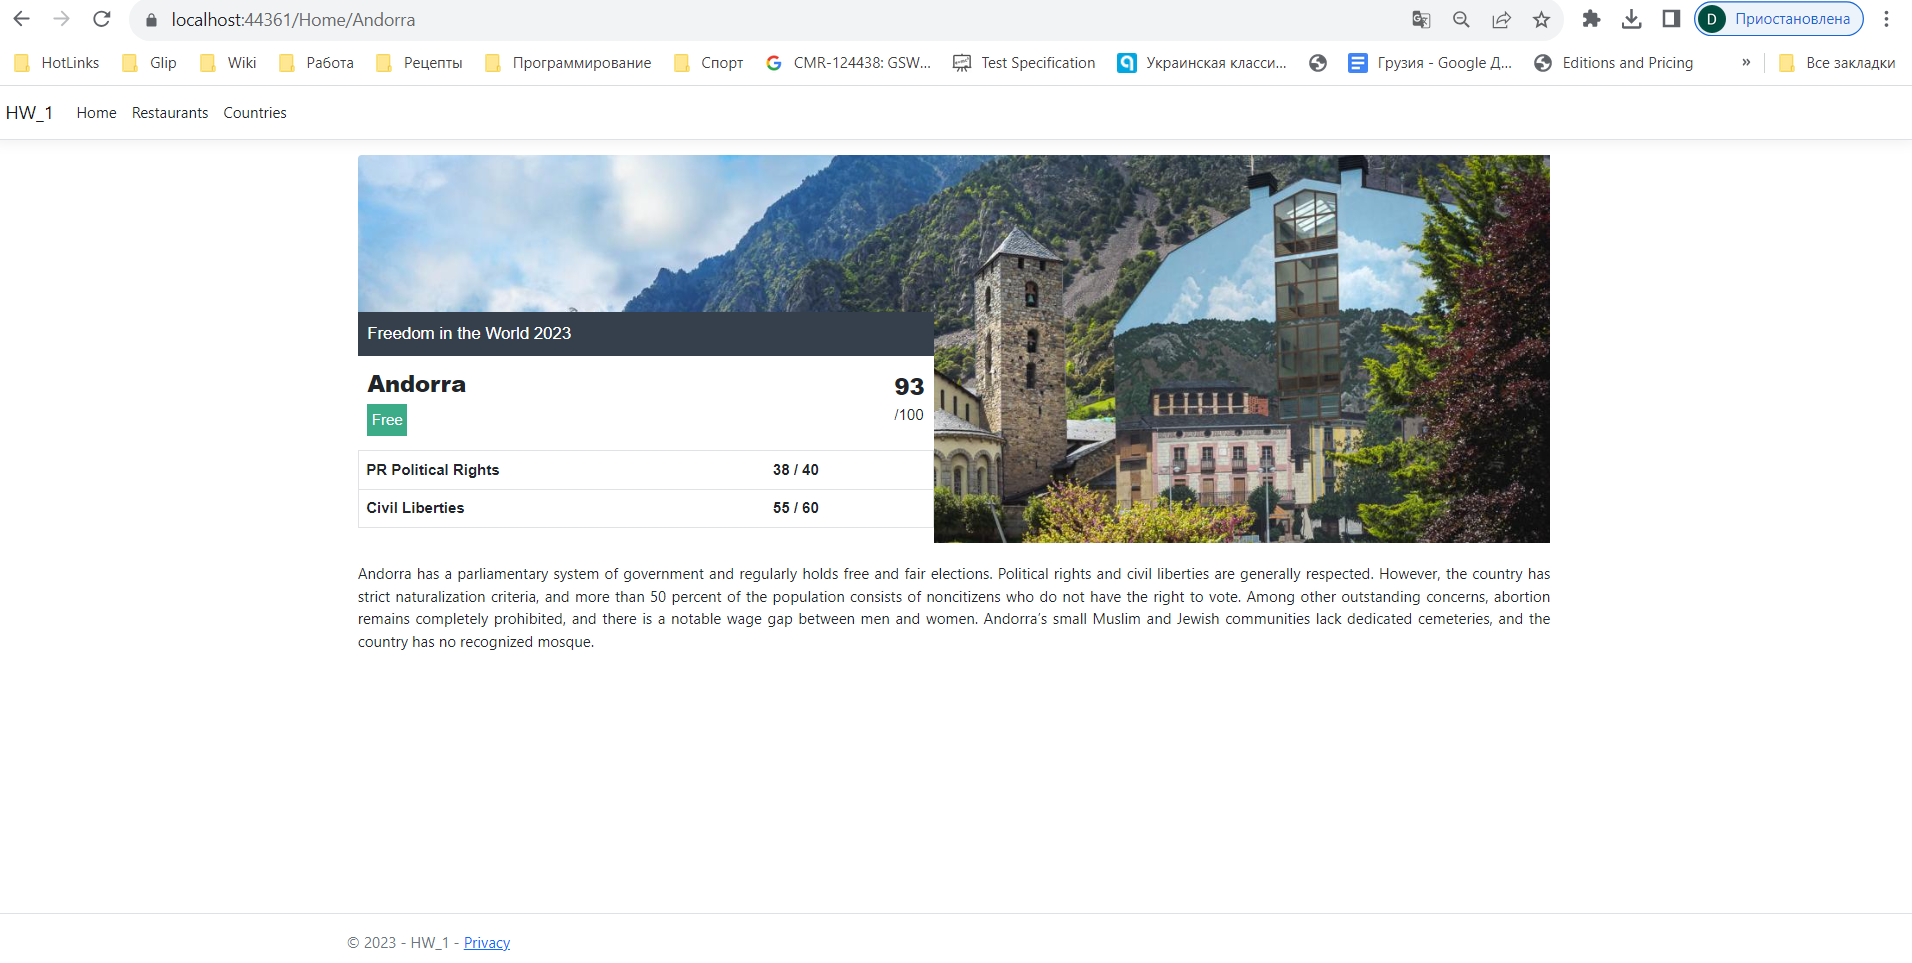 localhost:44361/Home/Andorra
D Приостановлена
HotLinks Glip Wiki Работа Рецепты Программирование Спорт CMR-124438: GSW... Test Specification Украинская класси... Грузия - Google Д... Editions and Pricing » Все закладки
HW_1 Home Restaurants Countries
Freedom in the World 2023
Andorra 93
Free /100
PR Political Rights 38 / 40
Civil Liberties 55 / 60
Andorra has a parliamentary system of government and regularly holds free and fair elections. Political rights and civil liberties are generally respected. However, the country has
strict naturalization criteria, and more than 50 percent of the population consists of noncitizens who do not have the right to vote. Among other outstanding concerns, abortion
remains completely prohibited, and there is a notable wage gap between men and women. Andorra's small Muslim and Jewish communities lack dedicated cemeteries, and the
country has no recognized mosque.
© 2023 - HW_1 - Privacy